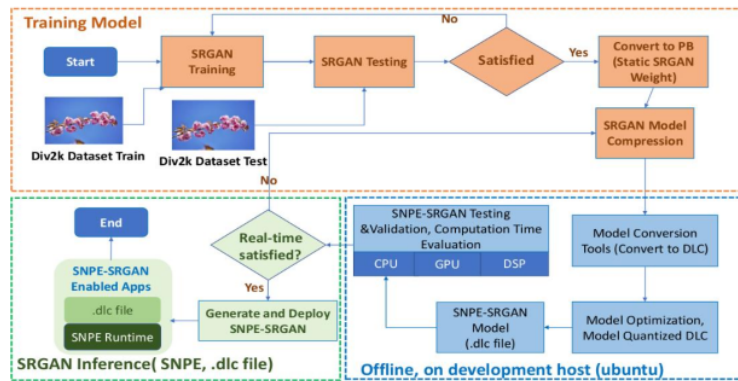 Training Model
No
Start
SRGAN
Training
SRGAN Testing
Satisfied
Yes
Convert to PB
(Static SRGAN
Weight)
Div2k Dataset Train
Div2k Dataset Test
SRGAN Model
Compression
No
End
Real-time
satisfied?
SNPE-SRGAN Testing
&Validation, Computation Time
Evaluation
CPU
GPU
DSP
Model Conversion
Tools (Convert to DLC)
SNPE-SRGAN
Enabled Apps
.dlc file
SNPE Runtime
Yes
Generate and Deploy
SNPE-SRGAN
SNPE-SRGAN
Model
(.dlc file)
Model Optimization,
Model Quantized DLC
SRGAN Inference( SNPE, .dlc file)
Offline, on development host (ubuntu)